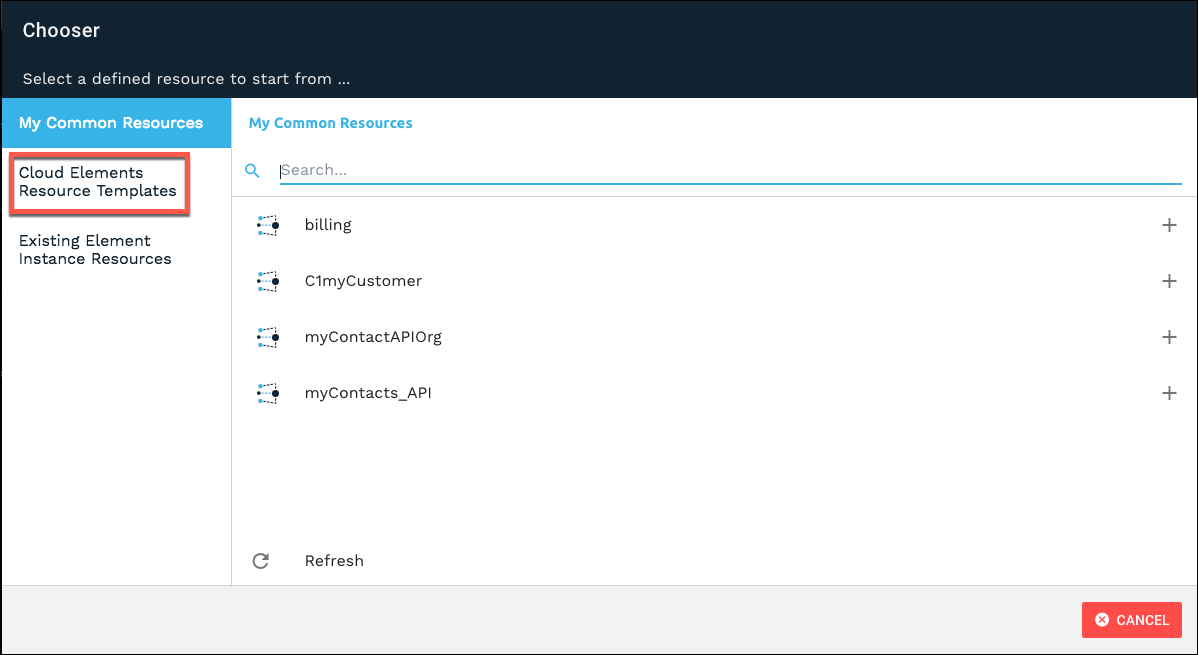 Chooser
Select a defined resource to start from ...
My Common Resources
Cloud Elements
Resource Templates
Existing Element
Instance Resources
My Common Resources
Search...
billing
C1myCustomer
myContactAPIOrg
myContacts_API
Refresh
CANCEL